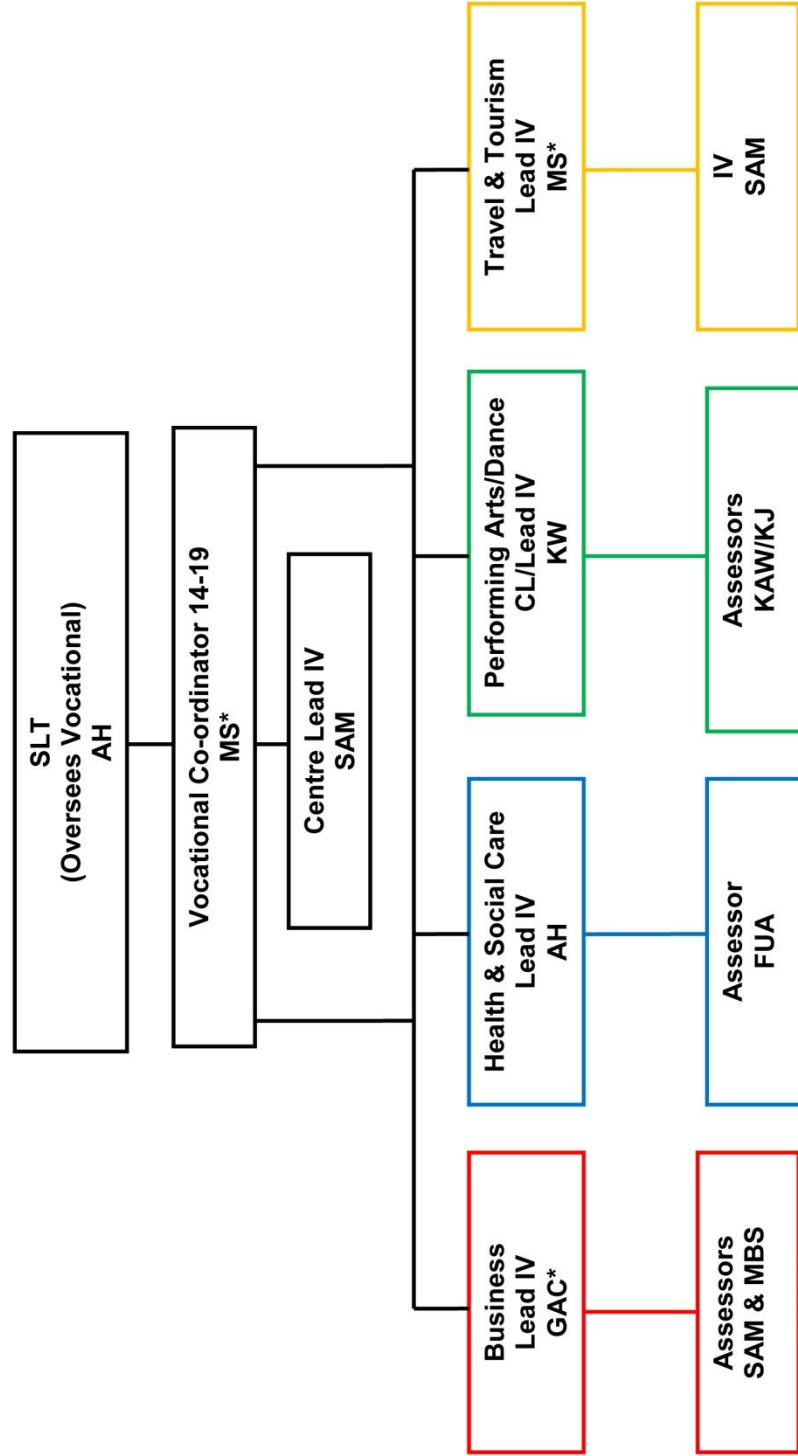 SLT
(Oversees Vocational)
AH
Vocational Co-ordinator 14-19
MS*
Centre Lead IV
SAM
Business
Lead IV
GAC*
Health & Social Care
Lead IV
AH
Performing Arts/Dance
CL/Lead IV
KW
Travel & Tourism
Lead IV
MS*
Assessors
SAM & MBS
Assessor
FUA
Assessors
KAW/KJ
IV
SAM